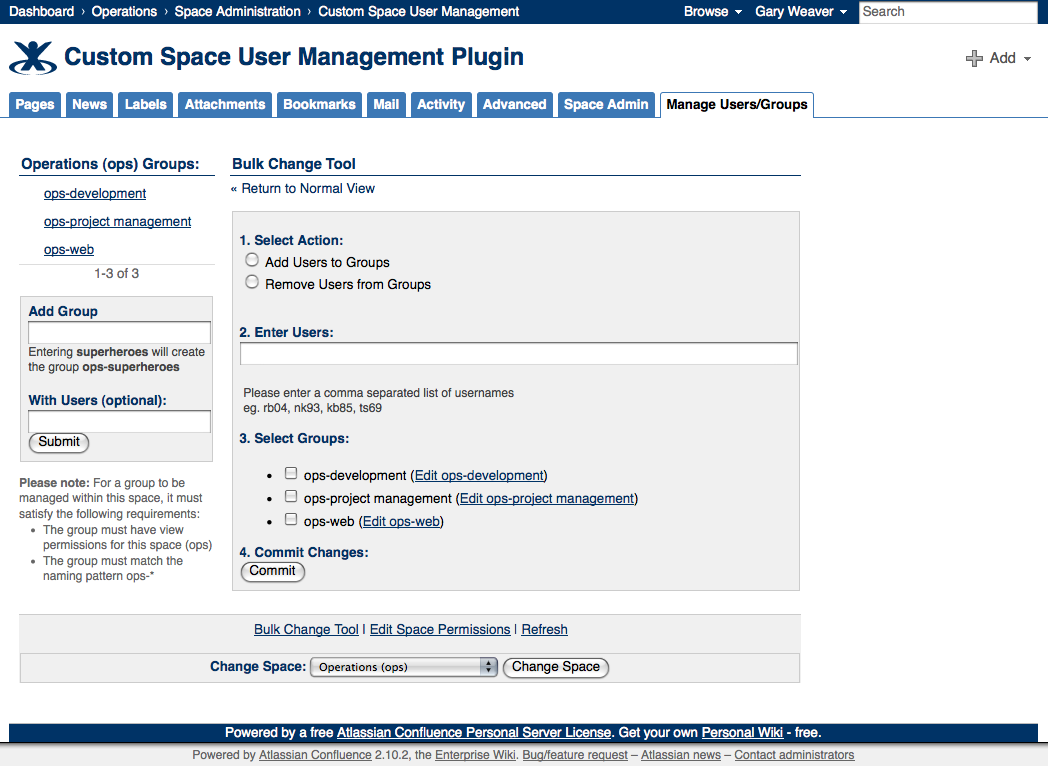 Dashboard › Operations › Space Administration › Custom Space User Management
Browse Gary Weaver Search
Custom Space User Management Plugin
Add
Pages News Labels Attachments Bookmarks Mail Activity Advanced Space Admin Manage Users/Groups
Operations (ops) Groups:
ops-development
ops-project management
ops-web
1-3 of 3
Add Group
Entering superheroes will create
the group ops-superheroes
With Users (optional):
Submit
Please note: For a group to be
managed within this space, it must
satisfy the following requirements:
• The group must have view
permissions for this space (ops)
• The group must match the
naming pattern ops-*
Bulk Change Tool
« Return to Normal View
1. Select Action:
Add Users to Groups
Remove Users from Groups
2. Enter Users:
Please enter a comma separated list of usernames
eg. rb04, nk93, kb85, ts69
3. Select Groups:
• ops-development (Edit ops-development)
• ops-project management (Edit ops-project management)
• ops-web (Edit ops-web)
4. Commit Changes:
Commit
Bulk Change Tool | Edit Space Permissions | Refresh
Change Space: Operations (ops) Change Space
Powered by a free Atlassian Confluence Personal Server License. Get your own Personal Wiki - free.
Powered by Atlassian Confluence 2.10.2, the Enterprise Wiki. Bug/feature request – Atlassian news – Contact administrators